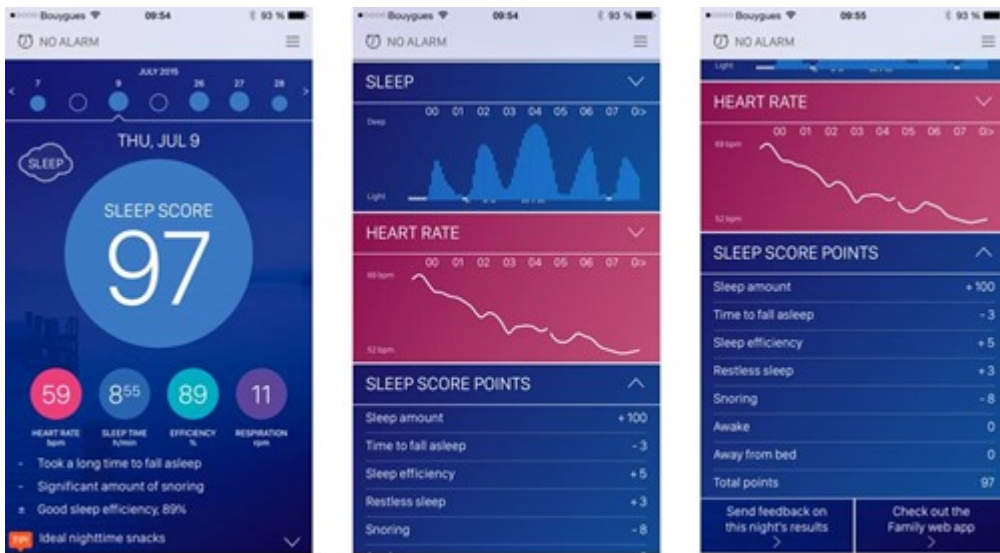 Bouygues 09:54 93 %
NO ALARM
JULY 2015
< 7 9 26 27 28 >
THU, JUL 9
SLEEP
SLEEP SCORE
97
59 8⁵⁵ 89 11
HEART RATE SLEEP TIME EFFICIENCY RESPIRATION
bpm h/min % rpm
- Took a long time to fall asleep
- Significant amount of snoring
± Good sleep efficiency, 89%
TIPS Ideal nighttime snacks
Bouygues 09:54 93 %
NO ALARM
SLEEP
00 01 02 03 04 05 06 07
Deep
Light
HEART RATE
00 01 02 03 04 05 06 07
69 bpm
52 bpm
SLEEP SCORE POINTS
Sleep amount +100
Time to fall asleep -3
Sleep efficiency +5
Restless sleep +3
Snoring -8
Bouygues 09:55 93 %
NO ALARM
Light
HEART RATE
00 01 02 03 04 05 06 07
69 bpm
52 bpm
SLEEP SCORE POINTS
Sleep amount +100
Time to fall asleep -3
Sleep efficiency +5
Restless sleep +3
Snoring -8
Awake 0
Away from bed 0
Total points 97
Send feedback on
this night's results
>
Check out the
Family web app
>